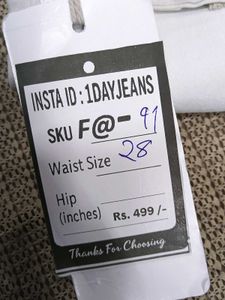 INSTA ID : 1DAYJEANS
SKU F@- 91
Waist Size 28
Hip
(inches) Rs. 499 /-
Thanks For Choosing